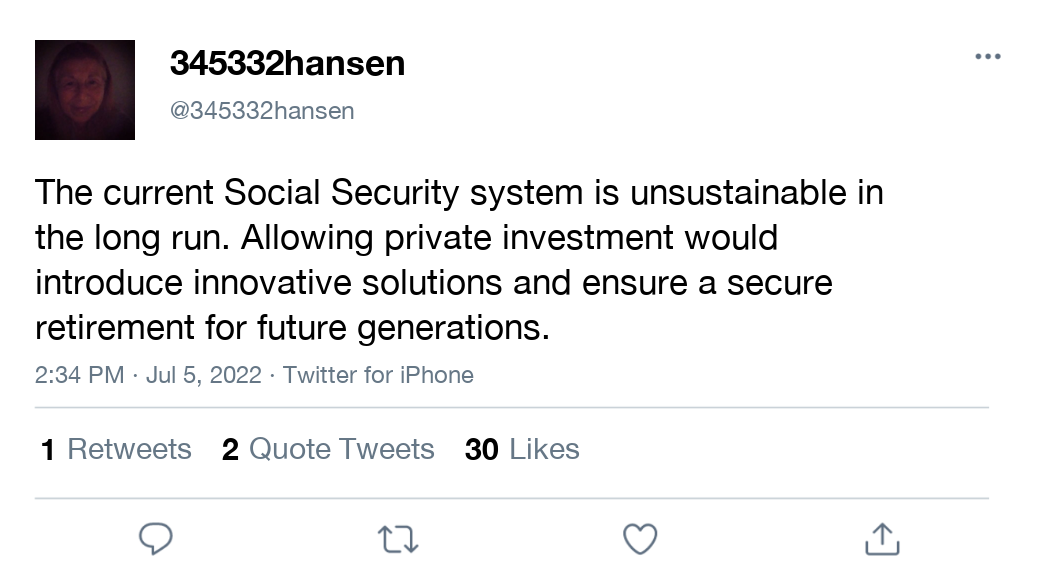 345332hansen
@345332hansen
The current Social Security system is unsustainable in
the long run. Allowing private investment would
introduce innovative solutions and ensure a secure
retirement for future generations.
2:34 PM · Jul 5, 2022 · Twitter for iPhone
1 Retweets 2 Quote Tweets 30 Likes